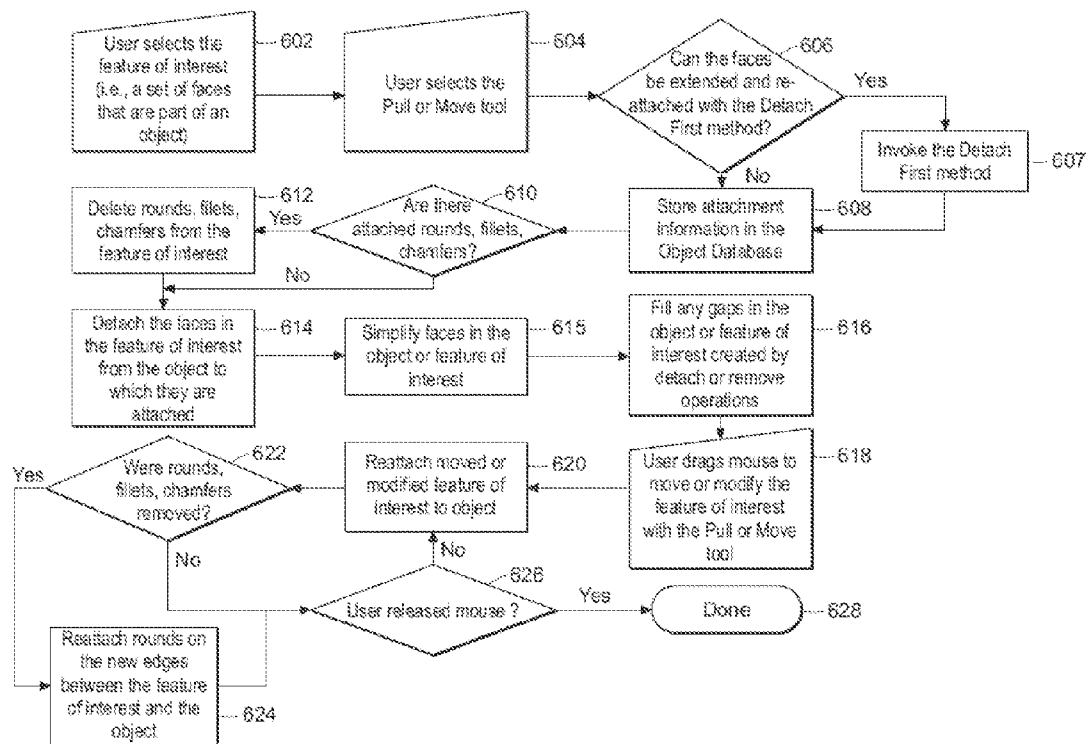 User selects the
feature of interest
(i.e., a set of faces
that are part of an
object)
602
User selects the
Pull or Move tool
604
Can the faces
be extended and re-
attached with the Detach
First method?
606
Yes
No
Invoke the Detach
First method
607
Store attachment
information in the
Object Database
608
Are there
attached rounds, fillets,
chamfers?
610
Yes
No
Delete rounds, fillets,
chamfers from the
feature of interest
612
Detach the faces in
the feature of interest
from the object to
which they are
attached
614
Simplify faces in the
object or feature of
interest
615
Fill any gaps in the
object or feature of
interest created by
detach or remove
operations
616
User drags mouse to
move or modify the
feature of interest
with the Pull or Move
tool
618
Reattach moved or
modified feature of
interest to object
620
Were rounds,
fillets, chamfers
removed?
622
Yes
No
Reattach rounds on
the new edges
between the feature
of interest and the
object
624
User released mouse ?
626
No
Yes
Done
628